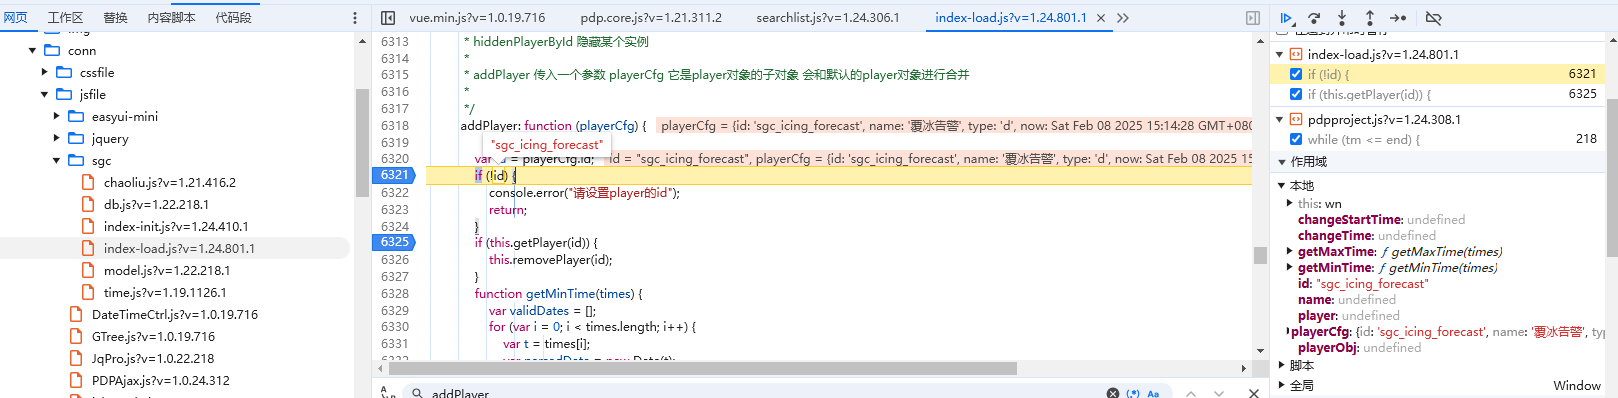 网页 工作区 替换 内容脚本 代码段
vue.min.js?v=1.0.19.716 pdp.core.js?v=1.21.311.2 searchlist.js?v=1.24.306.1 index-load.js?v=1.24.801.1
conn
cssfile
jsfile
easyui-mini
jquery
sgc
chaoliu.js?v=1.21.416.2
db.js?v=1.22.218.1
index-init.js?v=1.24.410.1
index-load.js?v=1.24.801.1
model.js?v=1.22.218.1
time.js?v=1.19.1126.1
DateTimeCtrl.js?v=1.0.19.716
GTree.js?v=1.0.19.716
JqPro.js?v=1.0.22.218
PDPAjax.js?v=1.0.24.312
6313 * hiddenPlayerById 隐藏某个实例
6314 *
6315 * addPlayer 传入一个参数 playerCfg 它是player对象的子对象 会和默认的player对象进行合并
6316 *
6317 */
6318 addPlayer: function (playerCfg) { playerCfg = {id: 'sgc_icing_forecast', name: '覆冰告警', type: 'd', now: Sat Feb 08 2025 15:14:28 GMT+080
6319 "sgc_icing_forecast"
6320 var = playerCfg.id; id = "sgc_icing_forecast", playerCfg = {id: 'sgc_icing_forecast', name: '覆冰告警', type: 'd', now: Sat Feb 08 2025 15
6321 if (!id) {
6322 console.error("请设置player的id");
6323 return;
6324 }
6325 if (this.getPlayer(id)) {
6326 this.removePlayer(id);
6327 }
6328 function getMinTime(times) {
6329 var validDates = [];
6330 for (var i = 0; i < times.length; i++) {
6331 var t = times[i];
addPlayer
index-load.js?v=1.24.801.1
if (!id) { 6321
if (this.getPlayer(id)) { 6325
pdpproject.js?v=1.24.308.1
while (tm <= end) { 218
作用域
本地
this: wn
changeStartTime: undefined
changeTime: undefined
getMaxTime: ƒ getMaxTime(times)
getMinTime: ƒ getMinTime(times)
id: "sgc_icing_forecast"
name: undefined
player: undefined
playerCfg: {id: 'sgc_icing_forecast', name: '覆冰告警', ty
playerObj: undefined
脚本
全局 Window